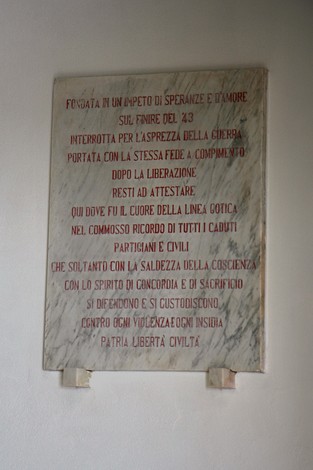 FONDATA IN UN IMPETO DI SPERANZE E D'AMORE
SUL FINIRE DEL '43
INTERROTTA PER L'ASPREZZA DELLA GUERRA
PORTATA CON LA STESSA FEDE A COMPIMENTO
DOPO LA LIBERAZIONE
RESTI AD ATTESTARE
QUI DOVE FU IL CUORE DELLA LINEA GOTICA
NEL COMMOSSO RICORDO DI TUTTI I CADUTI
PARTIGIANI E CIVILI
CHE SOLTANTO CON LA SALDEZZA DELLA COSCIENZA
CON LO SPIRITO DI CONCORDIA E DI SACRIFICIO
SI DIFENDONO E SI CUSTODISCONO
CONTRO OGNI VIOLENZA E OGNI INSIDIA
PATRIA LIBERTA' CIVILTA'